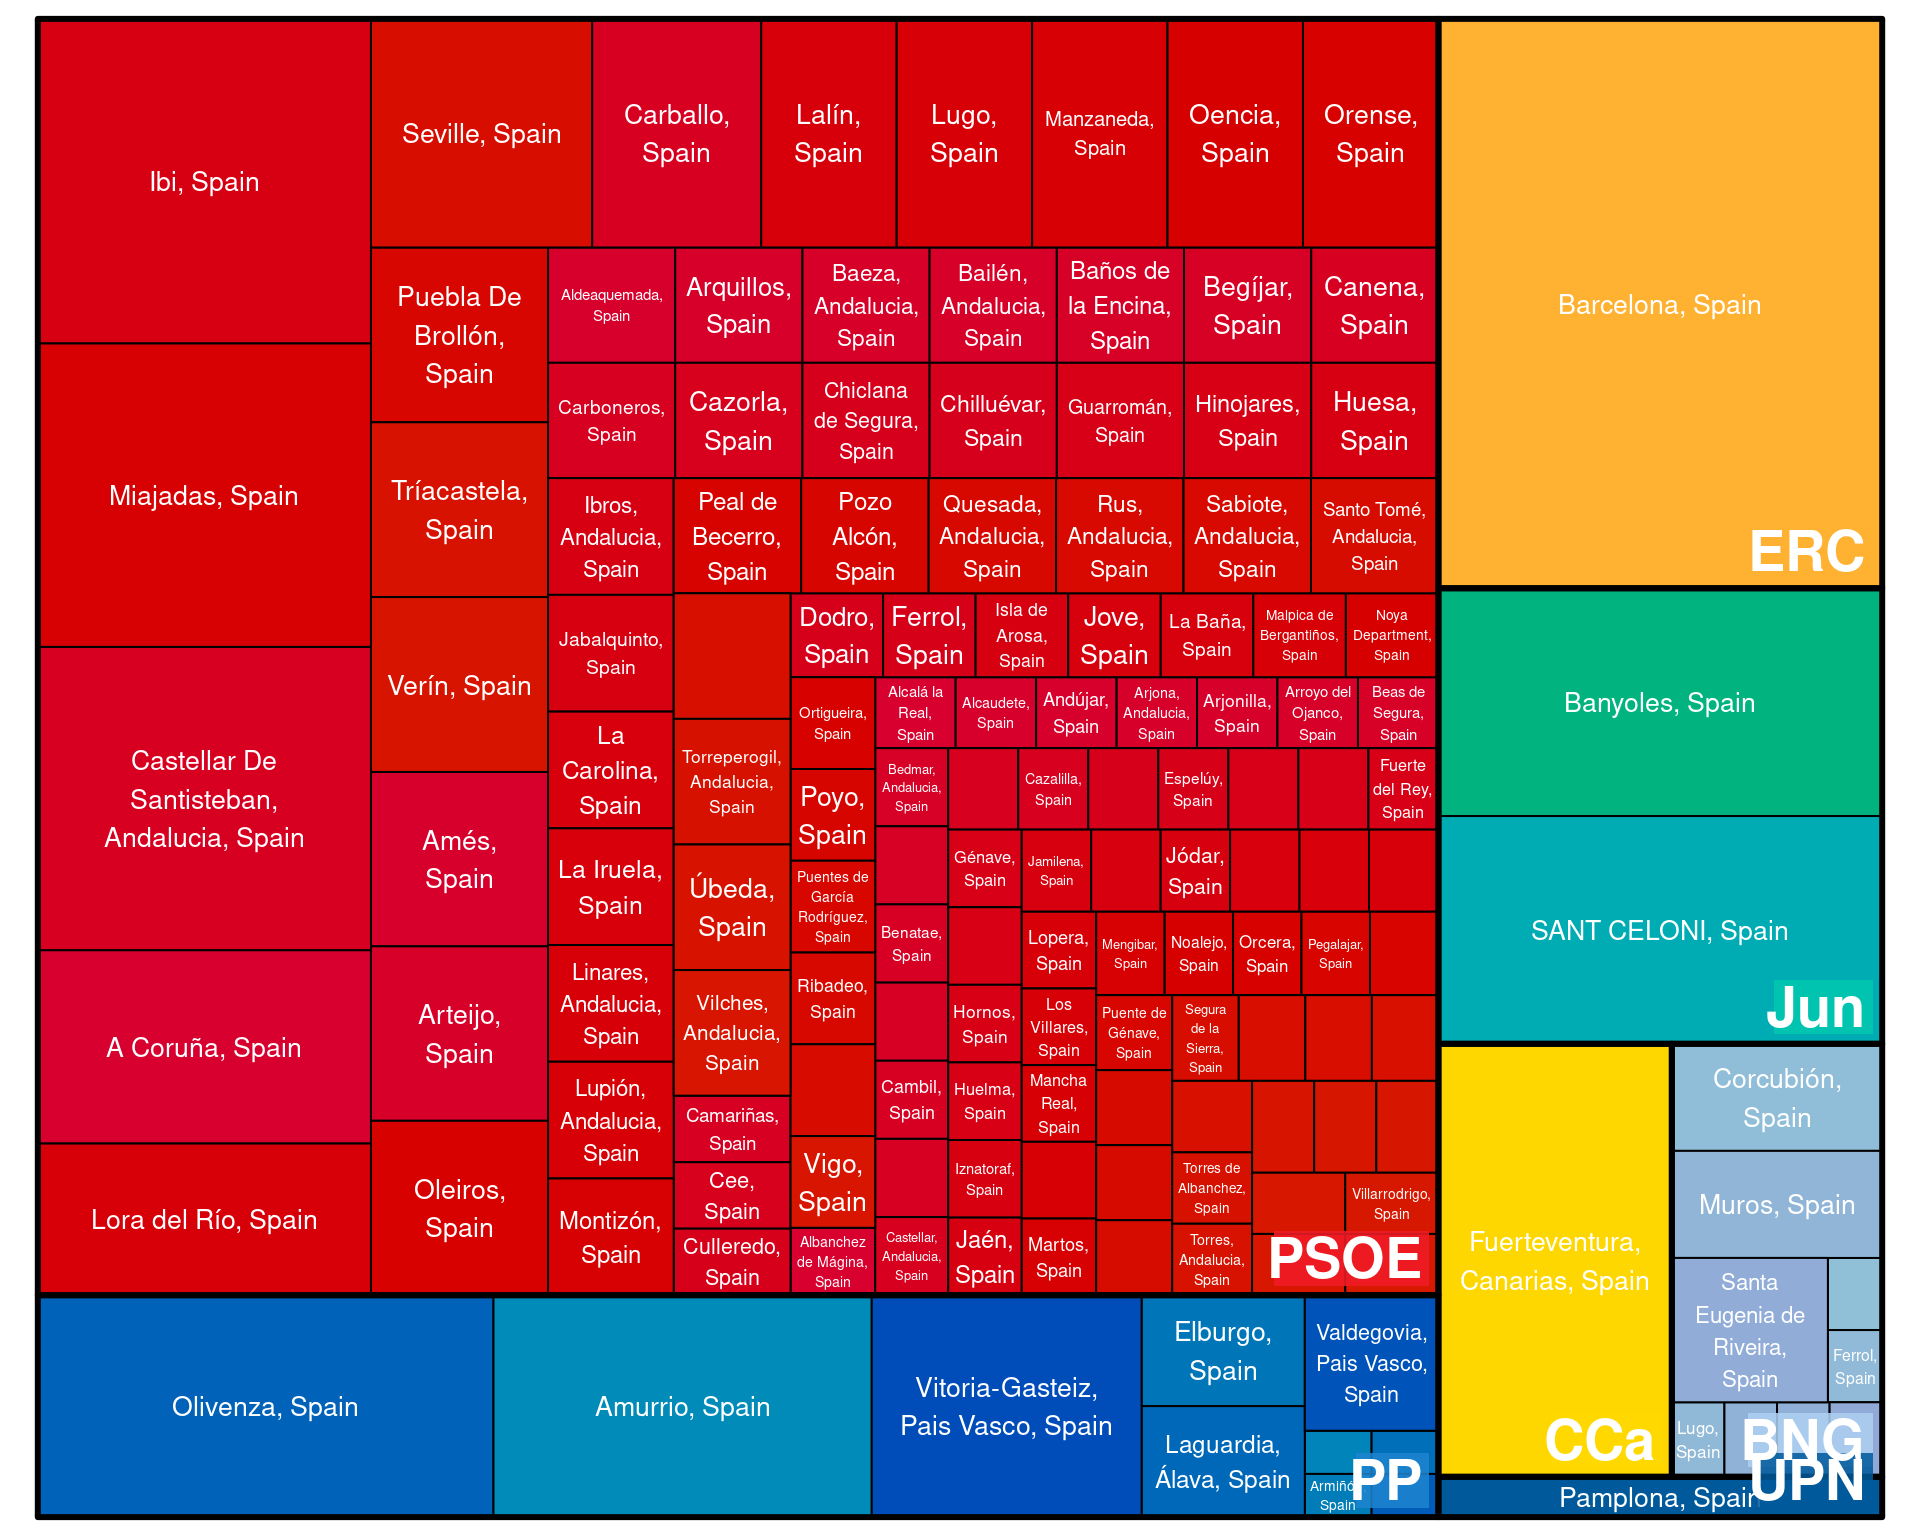 Ibi, Spain
Miajadas, Spain
Castellar De
Santisteban,
Andalucia, Spain
A Coruña, Spain
Lora del Río, Spain
Seville, Spain
Carballo,
Spain
Lalín,
Spain
Lugo,
Spain
Manzaneda,
Spain
Oencia,
Spain
Orense,
Spain
Puebla De
Brollón,
Spain
Tríacastela,
Spain
Verín, Spain
Amés,
Spain
Arteijo,
Spain
Oleiros,
Spain
Aldeaquemada,
Spain
Arquillos,
Spain
Baeza,
Andalucia,
Spain
Bailén,
Andalucia,
Spain
Baños de
la Encina,
Spain
Begíjar,
Spain
Canena,
Spain
Carboneros,
Spain
Cazorla,
Spain
Chiclana
de Segura,
Spain
Chilluévar,
Spain
Guarromán,
Spain
Hinojares,
Spain
Huesa,
Spain
Ibros,
Andalucia,
Spain
Peal de
Becerro,
Spain
Pozo
Alcón,
Spain
Quesada,
Andalucia,
Spain
Rus,
Andalucia,
Spain
Sabiote,
Andalucia,
Spain
Santo Tomé,
Andalucia,
Spain
Jabalquinto,
Spain
La
Carolina,
Spain
La Iruela,
Spain
Linares,
Andalucia,
Spain
Lupión,
Andalucia,
Spain
Montizón,
Spain
Torreperogil,
Andalucia,
Spain
Úbeda,
Spain
Vilches,
Andalucia,
Spain
Camariñas,
Spain
Cee,
Spain
Culleredo,
Spain
Dodro,
Spain
Ferrol,
Spain
Isla de
Arosa,
Spain
Jove,
Spain
La Baña,
Spain
Malpica de
Bergantiños,
Spain
Noya
Department,
Spain
Ortigueira,
Spain
Poyo,
Spain
Puentes de
García
Rodríguez,
Spain
Ribadeo,
Spain
Vigo,
Spain
Albanchez
de Mágina,
Spain
Alcalá la
Real,
Spain
Alcaudete,
Spain
Andújar,
Spain
Arjona,
Andalucia,
Spain
Arjonilla,
Spain
Arroyo del
Ojanco,
Spain
Beas de
Segura,
Spain
Bedmar,
Andalucia,
Spain
Cazalilla,
Spain
Espelúy,
Spain
Fuerte
del Rey,
Spain
Benatae,
Spain
Cambil,
Spain
Castellar,
Andalucia,
Spain
Génave,
Spain
Jamilena,
Spain
Jódar,
Spain
Hornos,
Spain
Huelma,
Spain
Iznatoraf,
Spain
Jaén,
Spain
Lopera,
Spain
Mengibar,
Spain
Noalejo,
Spain
Orcera,
Spain
Pegalajar,
Spain
Los
Villares,
Spain
Mancha
Real,
Spain
Martos,
Spain
Puente de
Génave,
Spain
Segura
de la
Sierra,
Spain
Torres de
Albanchez,
Spain
Torres,
Andalucia,
Spain
Villarrodrigo,
Spain
PSOE
Olivenza, Spain
Amurrio, Spain
Vitoria-Gasteiz,
Pais Vasco, Spain
Elburgo,
Spain
Laguardia,
Álava, Spain
Valdegovia,
Pais Vasco,
Spain
Spain
PP
Barcelona, Spain
ERC
Banyoles, Spain
SANT CELONI, Spain
Jun
Fuerteventura,
Canarias, Spain
CCa
Corcubión,
Spain
Muros, Spain
Santa
Eugenia de
Riveira,
Spain
Ferrol,
Spain
Lugo,
Spain
BNG
Pamplona, Spain
UPN